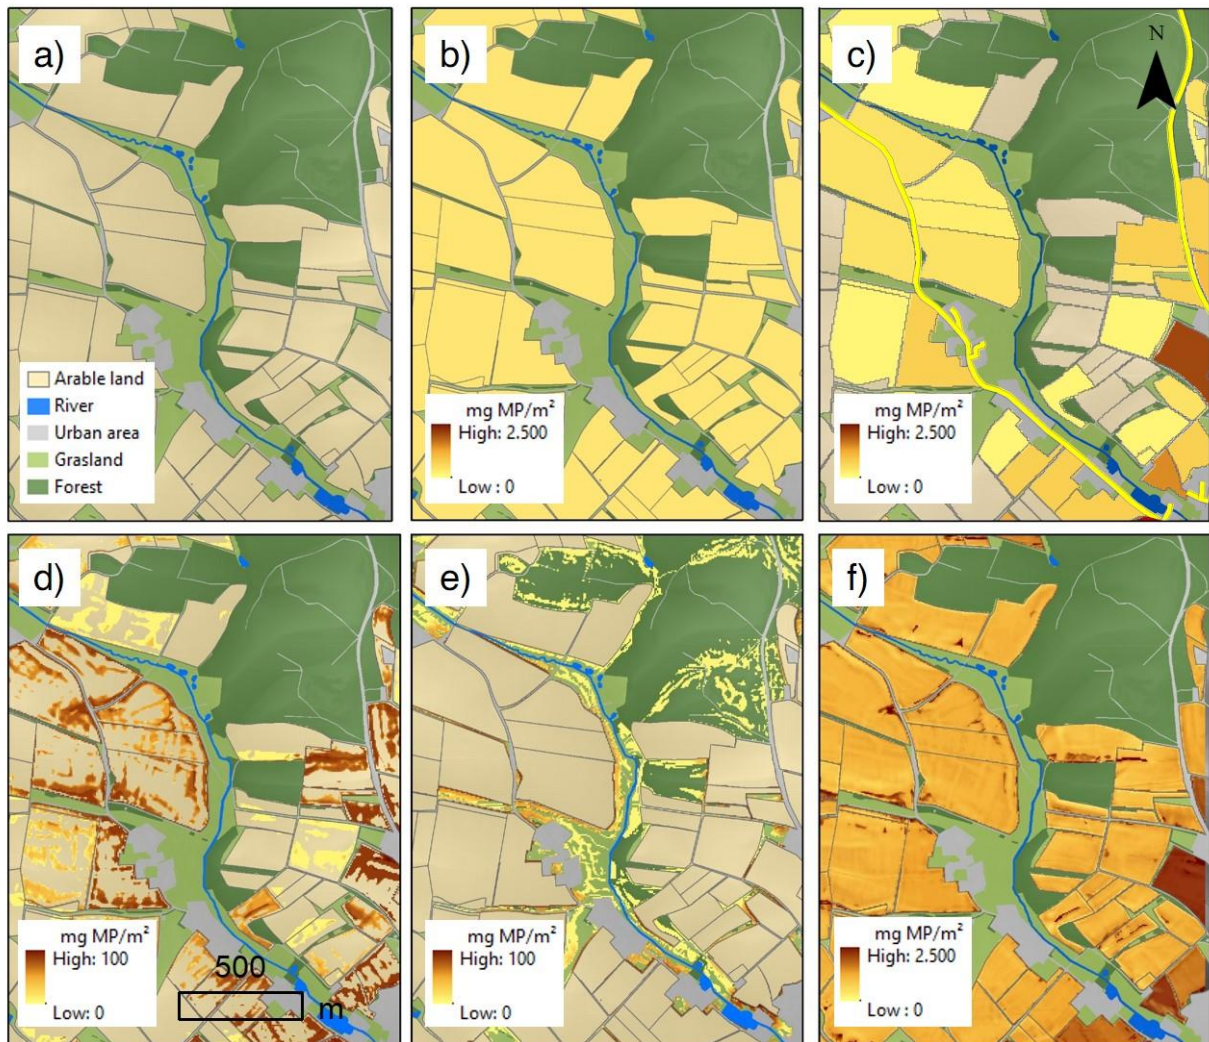 a)
Arable land
River
Urban area
Grasland
Forest
b)
mg MP/m²
High: 2.500
Low : 0
c)
N
mg MP/m²
High: 2.500
Low : 0
d)
mg MP/m²
High: 100
Low: 0
500
m
e)
mg MP/m²
High: 100
Low: 0
f)
mg MP/m²
High: 2.500
Low : 0